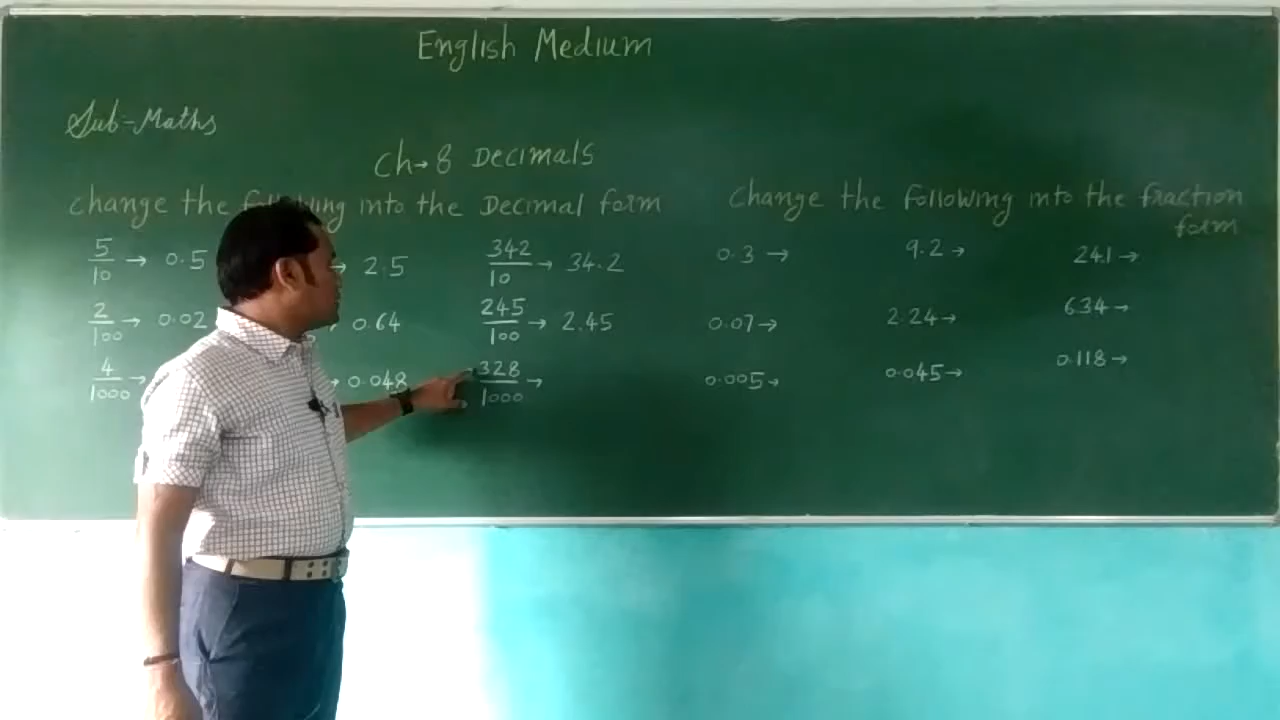 English Medium
Sub-Maths
Ch→8 Decimals
Change the following into the Decimal form
5/10 → 0.5 → 2.5 342/10 → 34.2
2/100 → 0.02 → 0.64 245/100 → 2.45
4/1000 → → 0.048 328/1000 →
Change the following into the fraction
form
0.3 → 9.2 → 24.1 →
0.07 → 2.24 → 6.34 →
0.005 → 0.045 → 0.118 →